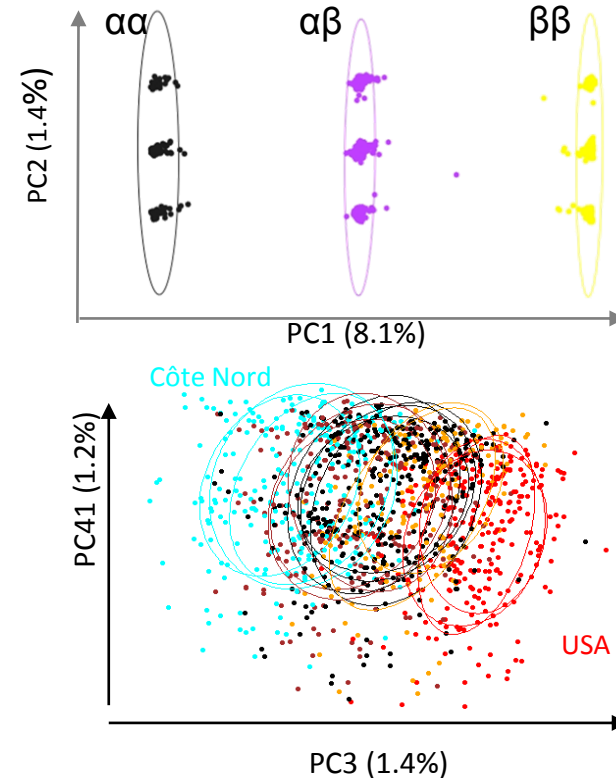 αα αβ ββ
PC2 (1.4%)
PC1 (8.1%)
Côte Nord
PC41 (1.2%)
USA
PC3 (1.4%)